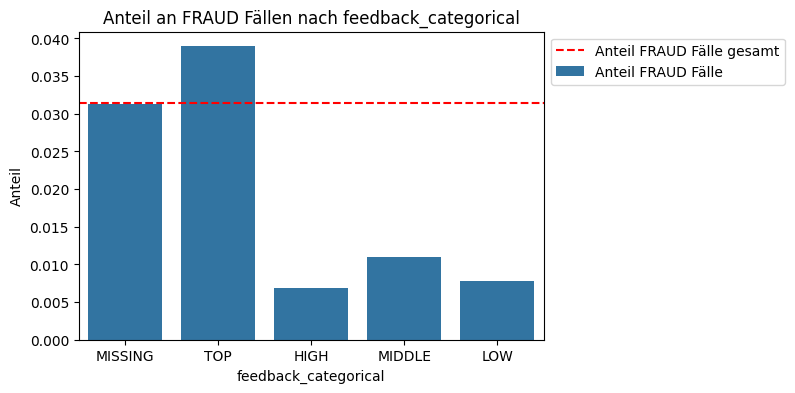 Anteil an FRAUD Fällen nach feedback_categorical
Anteil FRAUD Fälle gesamt
Anteil FRAUD Fälle
Anteil
0.040
0.035
0.030
0.025
0.020
0.015
0.010
0.005
0.000
MISSING TOP HIGH MIDDLE LOW
feedback_categorical